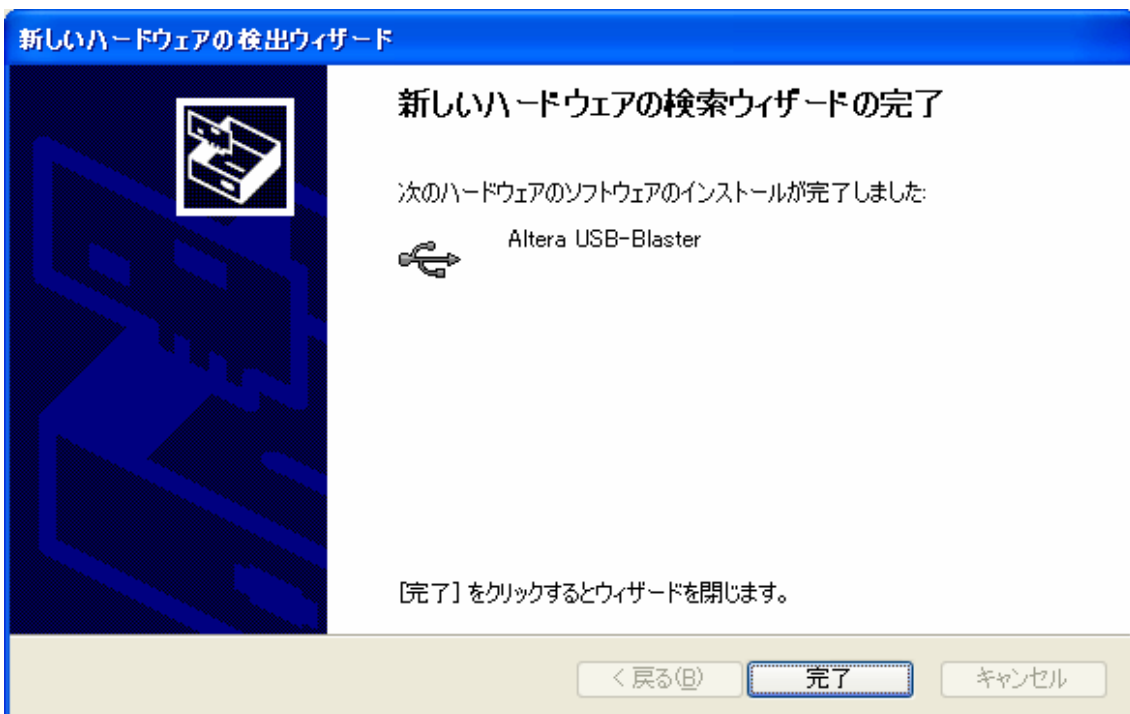 新しいハードウェアの検出ウィザード
新しいハードウェアの検索ウィザードの完了
次のハードウェアのソフトウェアのインストールが完了しました:
Altera USB-Blaster
[完了] をクリックするとウィザードを閉じます。
< 戻る(B)
完了
キャンセル